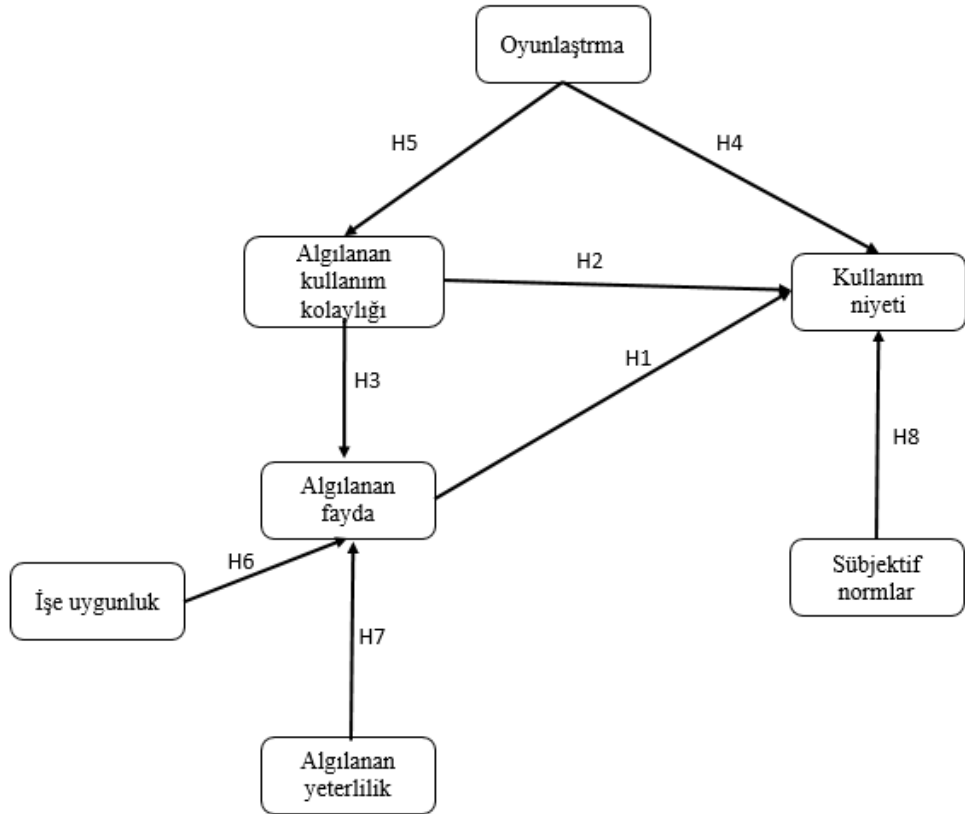 Oyunlaştrma
H5
H4
Algılanan
kullanım
kolaylığı
H2
Kullanım
niyeti
H3
H1
H8
Algılanan
fayda
Sübjektif
normlar
H6
İşe uygunluk
H7
Algılanan
yeterlilik